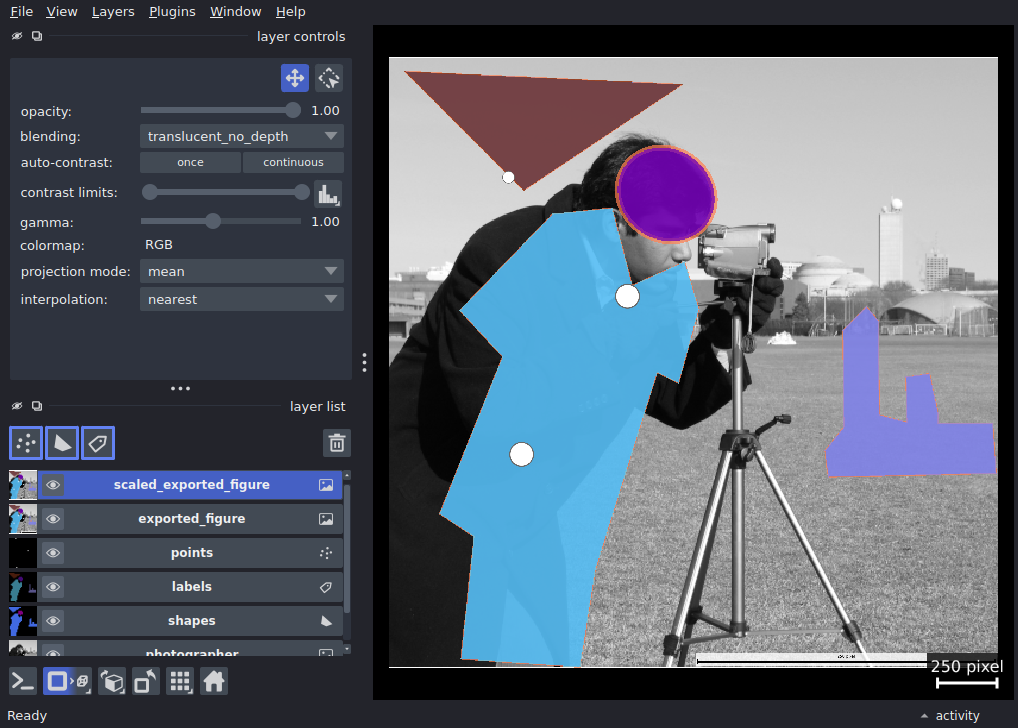 File View Layers Plugins Window Help
layer controls
opacity: 1.00
blending: translucent_no_depth
auto-contrast: once continuous
contrast limits:
gamma: 1.00
colormap: RGB
projection mode: mean
interpolation: nearest
layer list
scaled_exported_figure
exported_figure
points
labels
shapes
photographer
250 pixel
Ready
activity